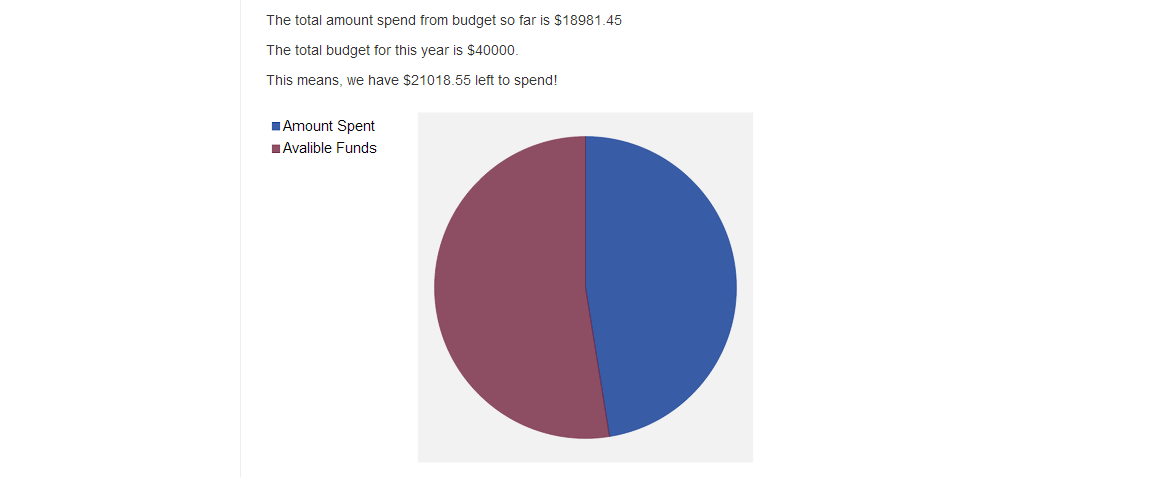 The total amount spend from budget so far is $18981.45
The total budget for this year is $40000.
This means, we have $21018.55 left to spend!
Amount Spent
Avalible Funds